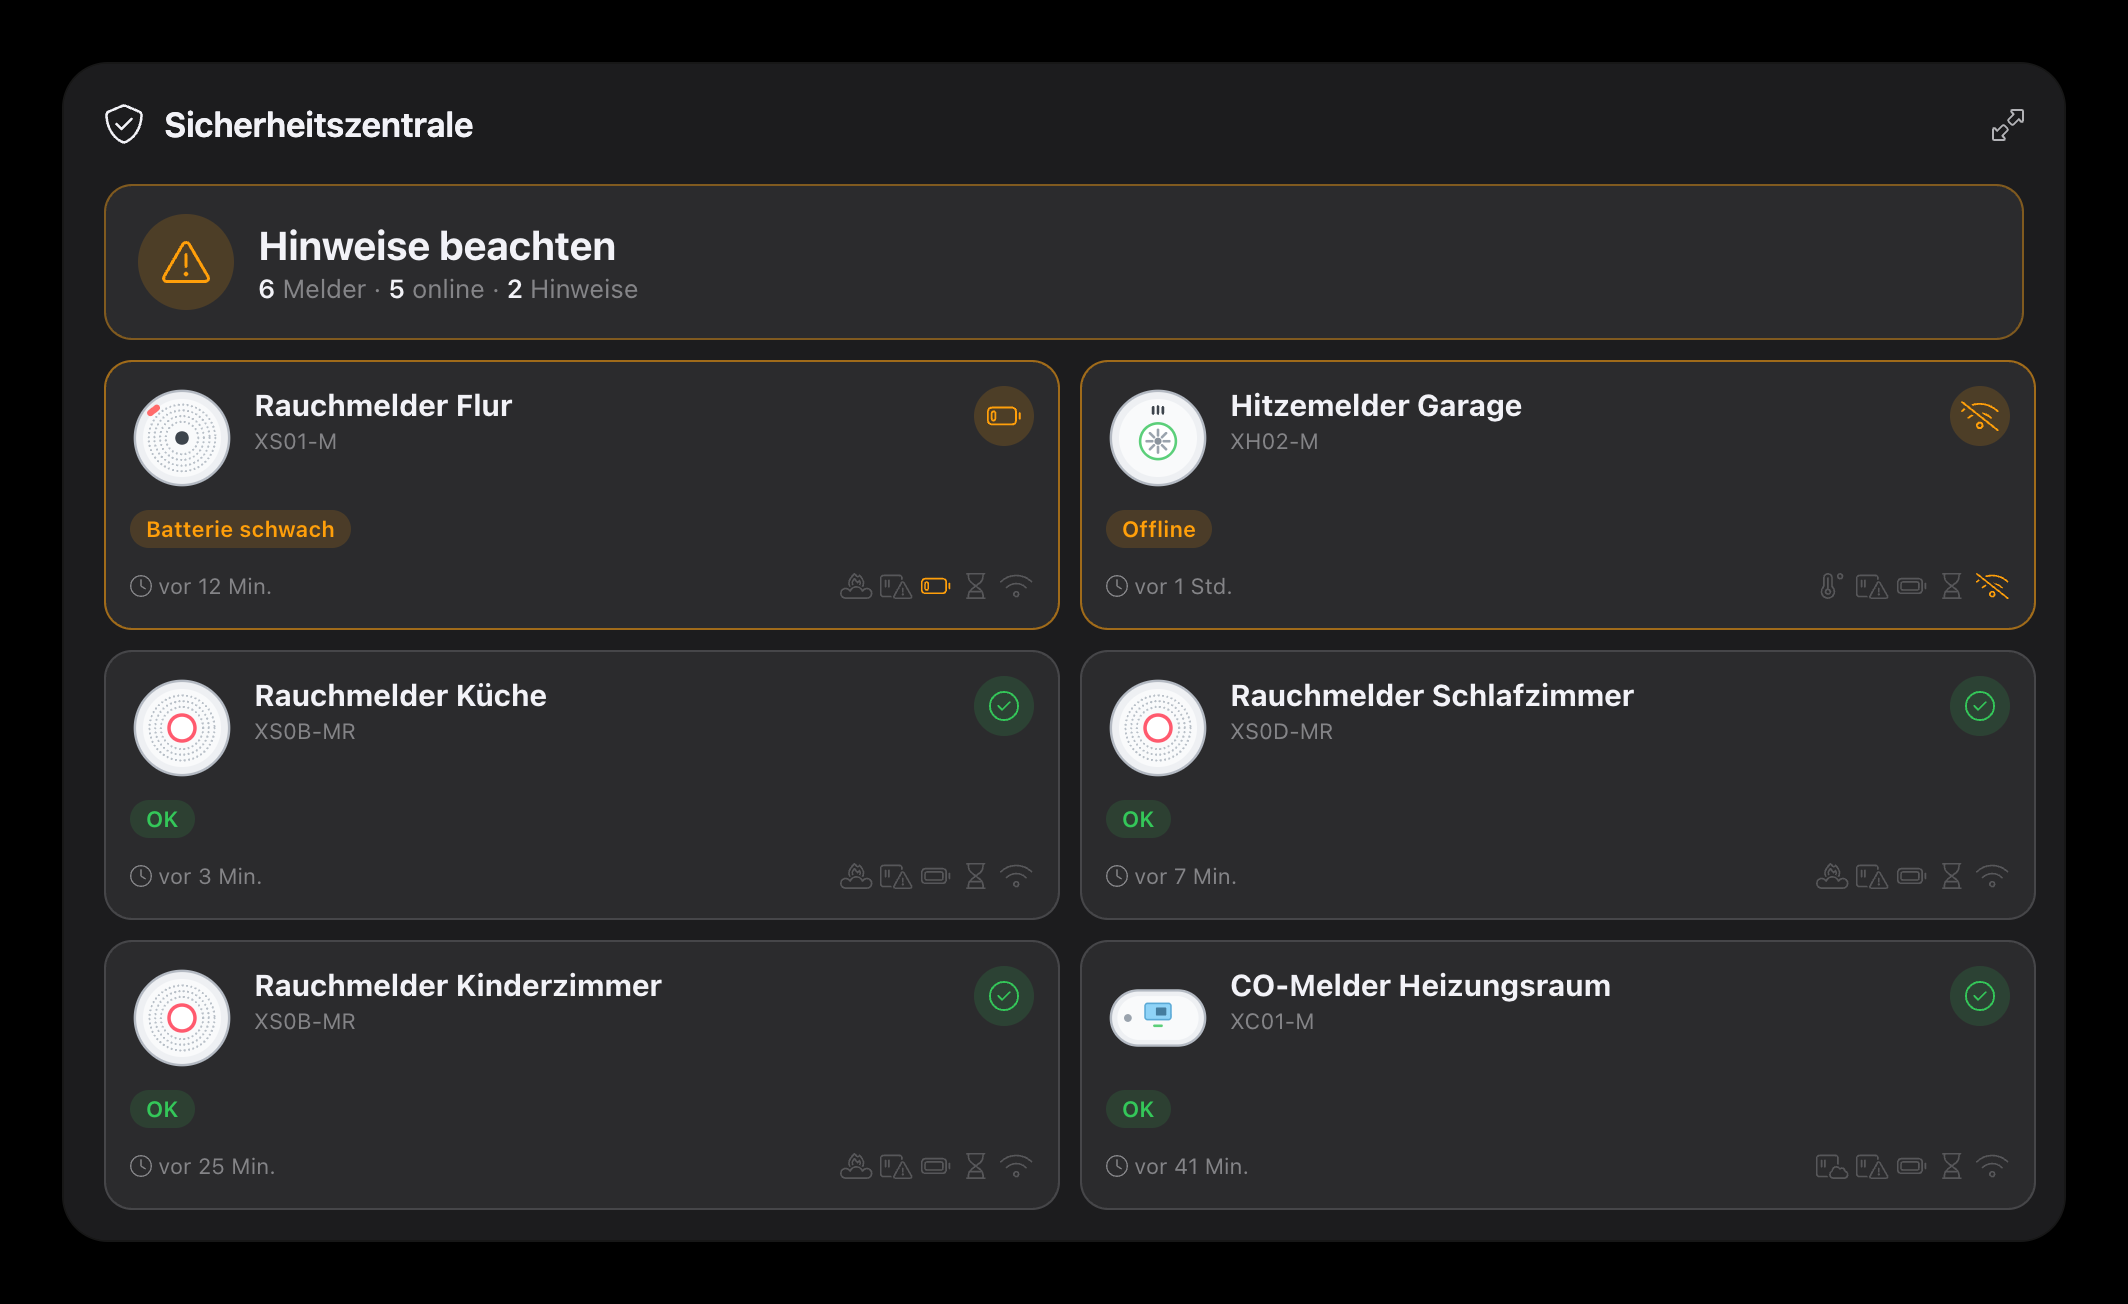 Sicherheitszentrale
Hinweise beachten
6 Melder · 5 online · 2 Hinweise
Rauchmelder Flur
XS01-M
Batterie schwach
vor 12 Min.
Hitzemelder Garage
XH02-M
Offline
vor 1 Std.
Rauchmelder Küche
XS0B-MR
OK
vor 3 Min.
Rauchmelder Schlafzimmer
XS0D-MR
OK
vor 7 Min.
Rauchmelder Kinderzimmer
XS0B-MR
OK
vor 25 Min.
CO-Melder Heizungsraum
XC01-M
OK
vor 41 Min.